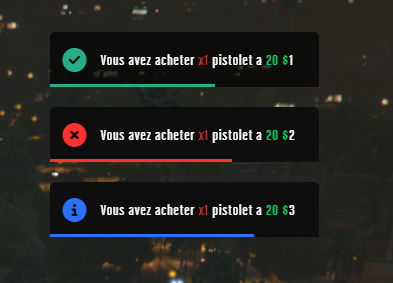 Vous avez acheter x1 pistolet a 20 $1
Vous avez acheter x1 pistolet a 20 $2
Vous avez acheter x1 pistolet a 20 $3